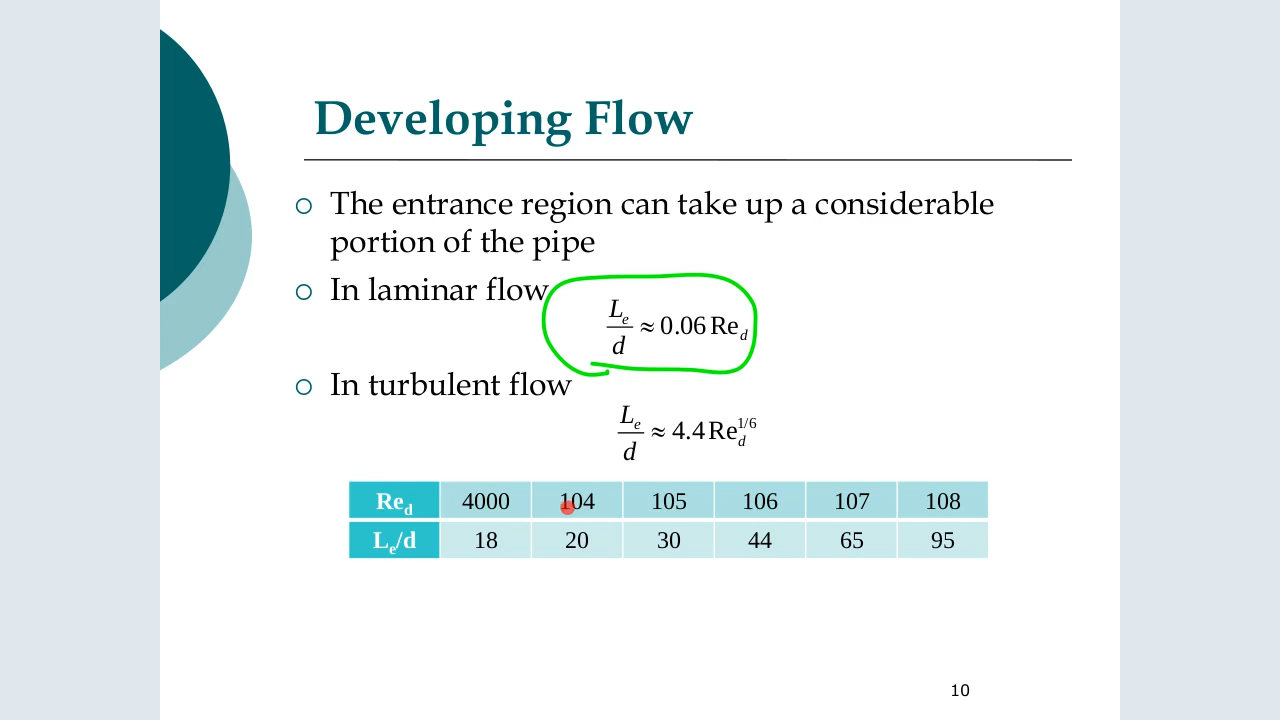 Developing Flow
The entrance region can take up a considerable
portion of the pipe
In laminar flow
L_e/d ≈ 0.06 Re_d
In turbulent flow
L_e/d ≈ 4.4 Re_d^1/6
Re_d 4000 104 105 106 107 108
L_e/d 18 20 30 44 65 95
10